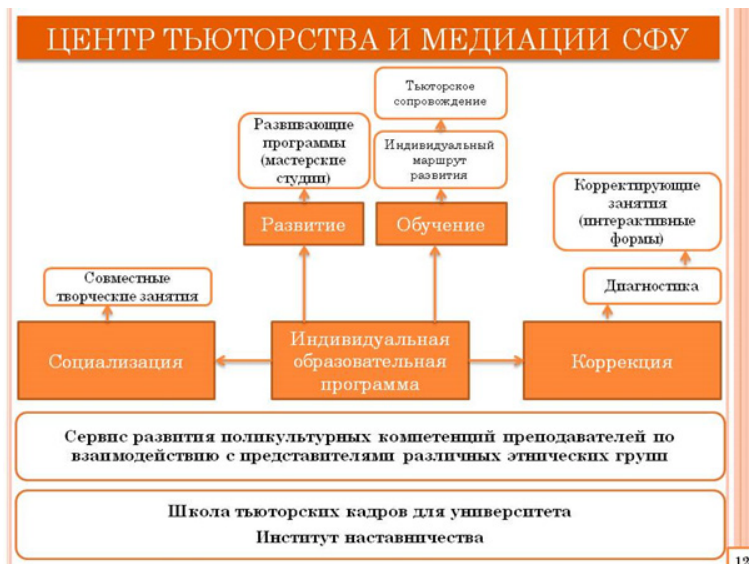 ЦЕНТР ТЬЮТОРСТВА И МЕДИАЦИИ СФУ
Тьюторское
сопровождение
Развивающие
программы
(мастерские
студии)
Индивидуальный
маршрут
развития
Корректирующие
занятия
(интерактивные
формы)
Развитие
Обучение
Совместные
творческие занятия
Диагностика
Социализация
Индивидуальная
образовательная
программа
Коррекция
Сервис развития поликультурных компетенций преподавателей по
взаимодействию с представителями различных этнических групп
Школа тьюторских кадров для университета
Институт наставничества
12